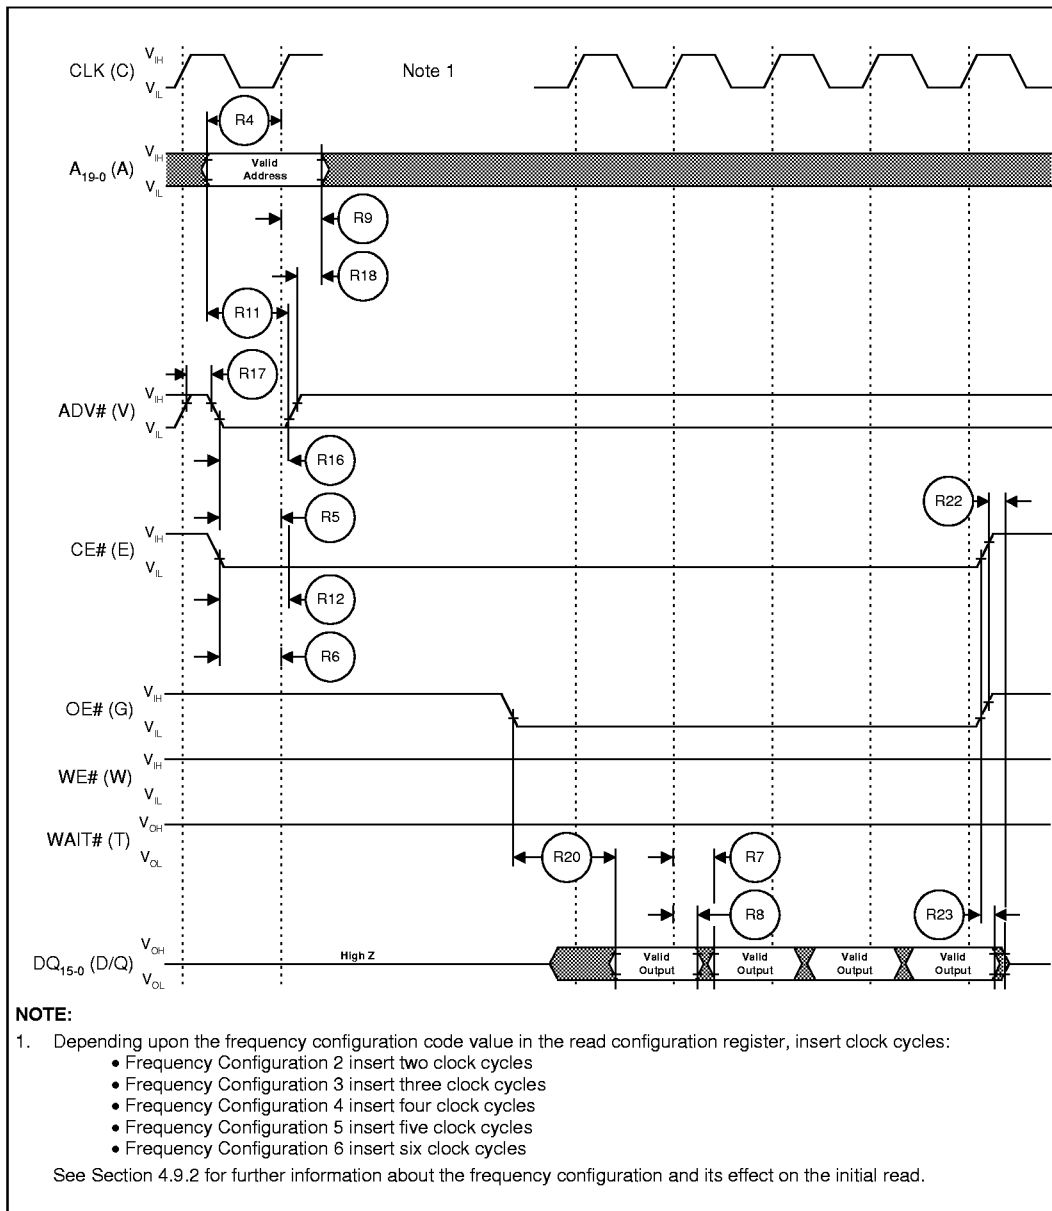 V_IH
CLK (C)
Note 1
V_IL
R4
V_IH
A_19-0 (A)
Valid
Address
V_IL
R9
R18
R11
R17
V_IH
ADV# (V)
V_IL
R16
R22
R5
V_IH
CE# (E)
V_IL
R12
R6
V_IH
OE# (G)
V_IL
V_IH
WE# (W)
V_IL
V_OH
WAIT# (T)
V_OL
R20
R7
R8
R23
V_OH
DQ_15-0 (D/Q)
High Z
Valid
Output
Valid
Output
Valid
Output
Valid
Output
V_OL
NOTE:
1. Depending upon the frequency configuration code value in the read configuration register, insert clock cycles:
• Frequency Configuration 2 insert two clock cycles
• Frequency Configuration 3 insert three clock cycles
• Frequency Configuration 4 insert four clock cycles
• Frequency Configuration 5 insert five clock cycles
• Frequency Configuration 6 insert six clock cycles
See Section 4.9.2 for further information about the frequency configuration and its effect on the initial read.